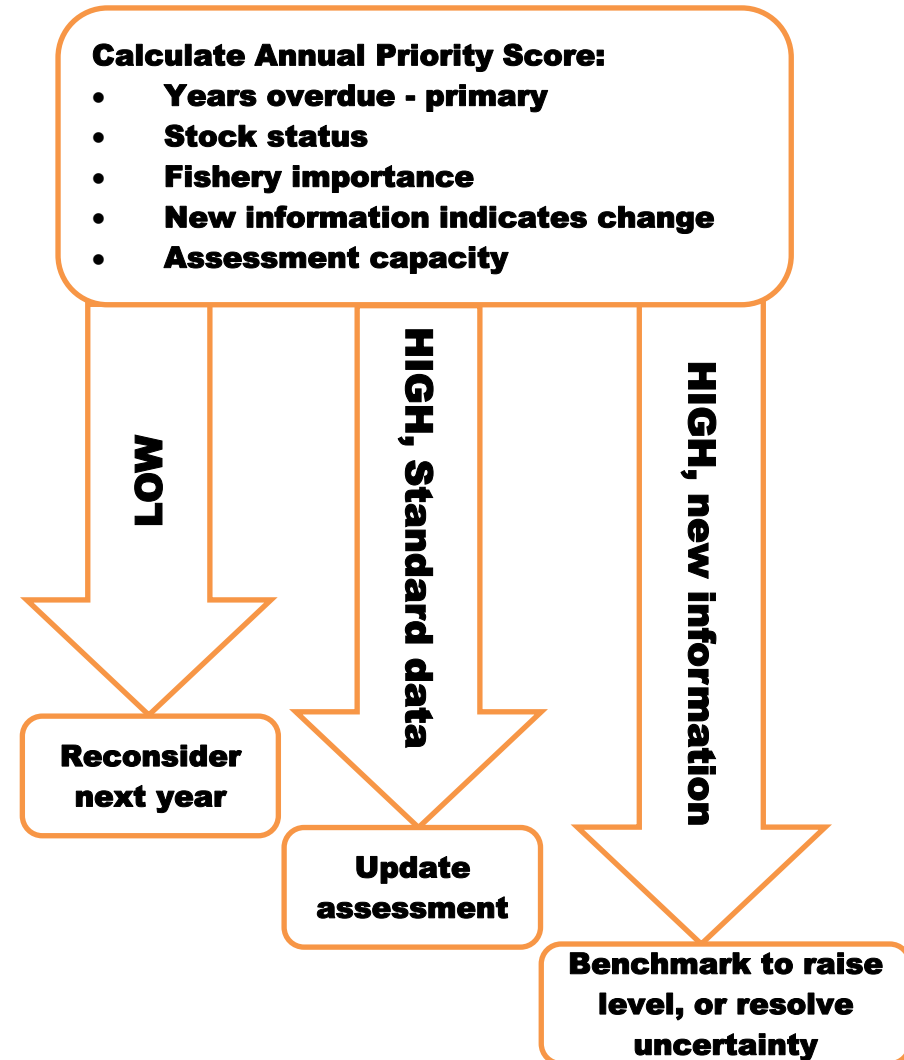 Calculate Annual Priority Score:
• Years overdue - primary
• Stock status
• Fishery importance
• New information indicates change
• Assessment capacity
LOW
HIGH, Standard data
HIGH, new information
Reconsider
next year
Update
assessment
Benchmark to raise
level, or resolve
uncertainty